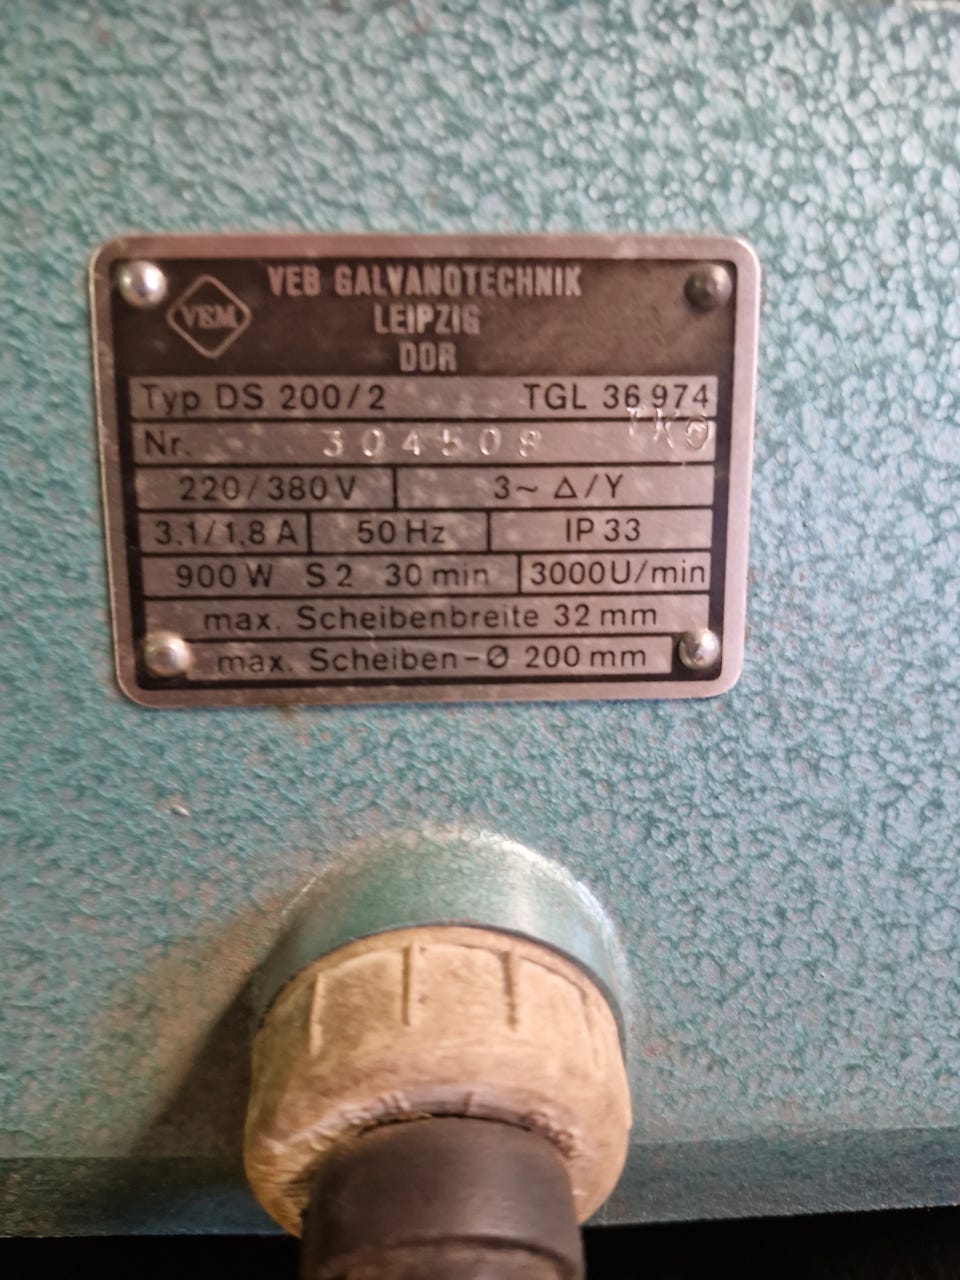 VEM
VEB GALVANOTECHNIK
LEIPZIG
DDR
Typ DS 200/2 TGL 36 974
Nr. 304508
220/380 V 3~ Δ/Y
3.1/1.8 A 50 Hz IP 33
900 W S 2 30 min 3000 U/min
max. Scheibenbreite 32 mm
max. Scheiben-Ø 200 mm